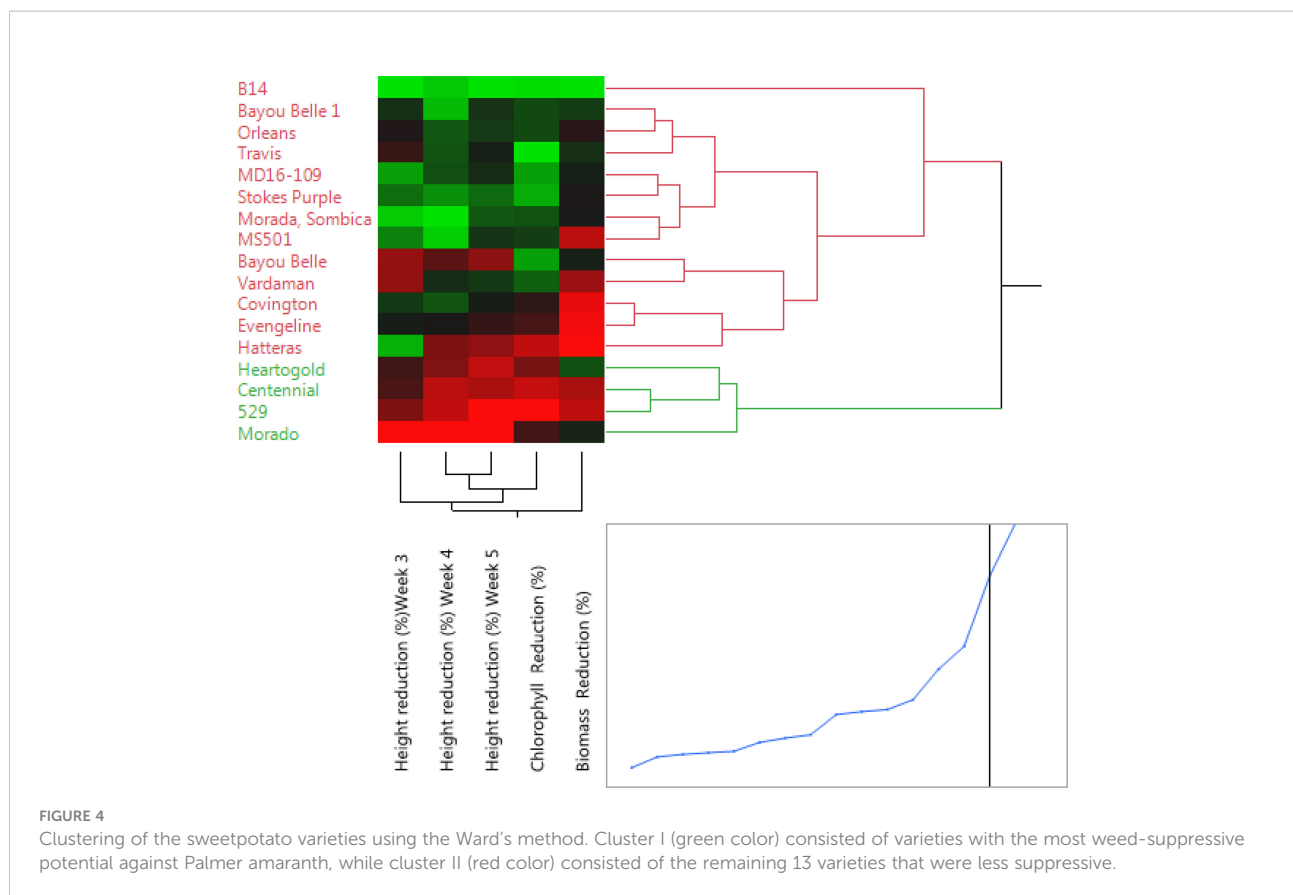 B14
Bayou Belle 1
Orleans
Travis
MD16-109
Stokes Purple
Morada, Sombica
MS501
Bayou Belle
Vardaman
Covington
Evengeline
Hatteras
Heartogold
Centennial
529
Morado
Height reduction (%)Week 3
Height reduction (%) Week 4
Height reduction (%) Week 5
Chlorophyll Reduction (%)
Biomass Reduction (%)
FIGURE 4
Clustering of the sweetpotato varieties using the Ward's method. Cluster I (green color) consisted of varieties with the most weed-suppressive
potential against Palmer amaranth, while cluster II (red color) consisted of the remaining 13 varieties that were less suppressive.